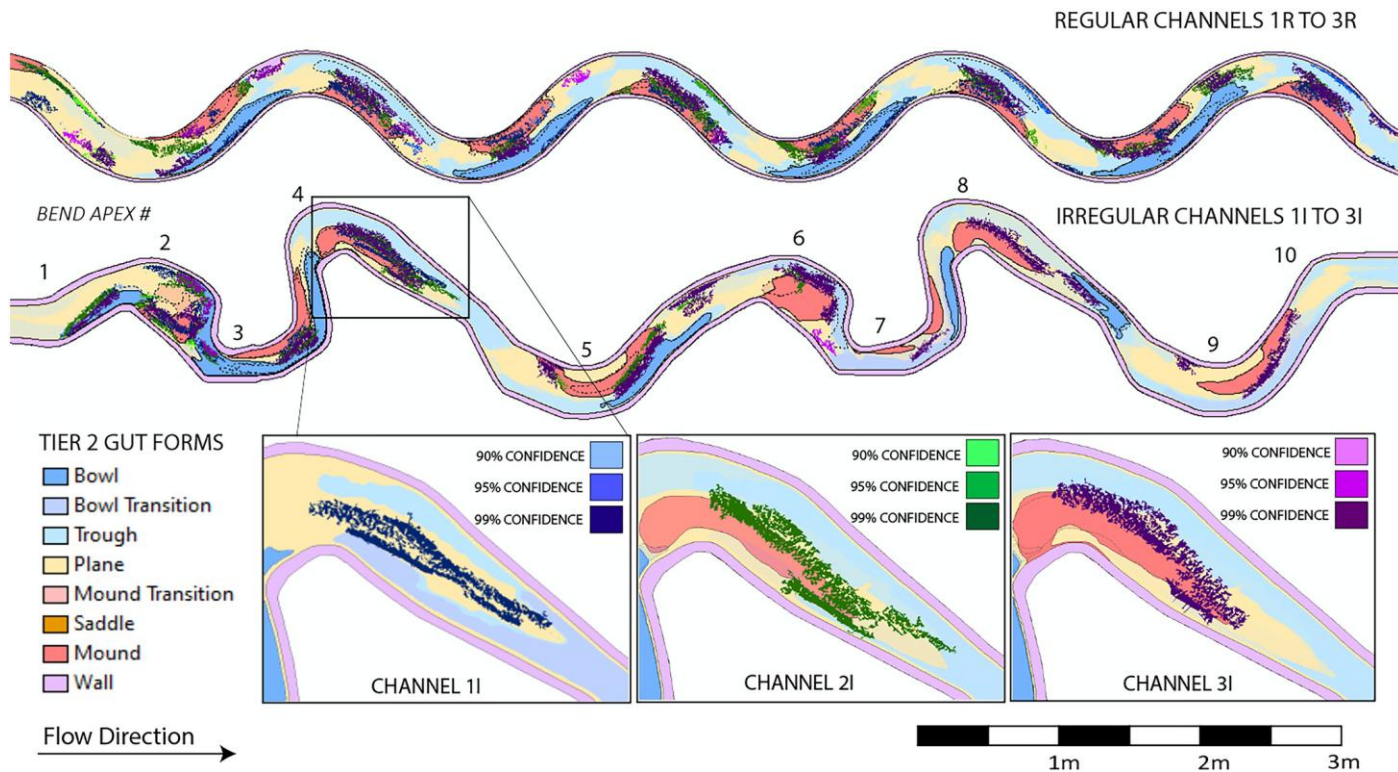 REGULAR CHANNELS 1R TO 3R
4
8
BEND APEX #
IRREGULAR CHANNELS 1I TO 3I
2
6
1
10
3
7
5
9
TIER 2 GUT FORMS
Bowl
Bowl Transition
Trough
Plane
Mound Transition
Saddle
Mound
Wall
90% CONFIDENCE
95% CONFIDENCE
99% CONFIDENCE
CHANNEL 1I
90% CONFIDENCE
95% CONFIDENCE
99% CONFIDENCE
CHANNEL 2I
90% CONFIDENCE
95% CONFIDENCE
99% CONFIDENCE
CHANNEL 3I
Flow Direction
1m 2m 3m